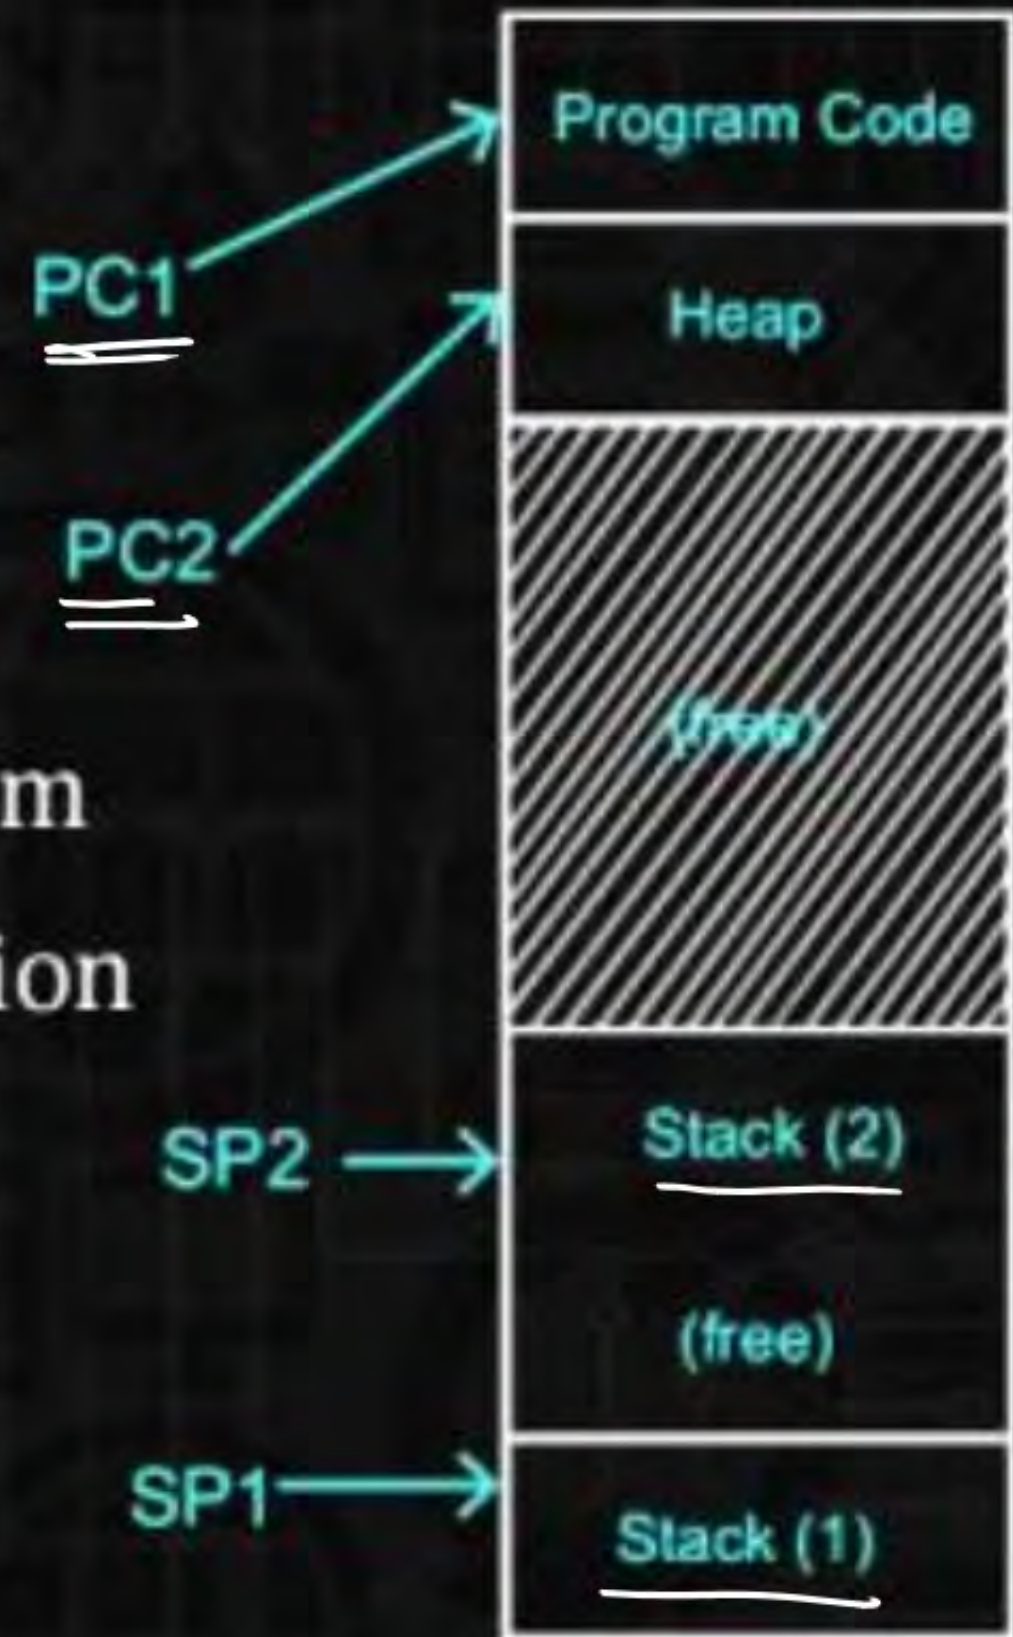 Program Code
PC1
Heap
PC2
(free)
m
ion
Stack (2)
SP2
(free)
SP1
Stack (1)